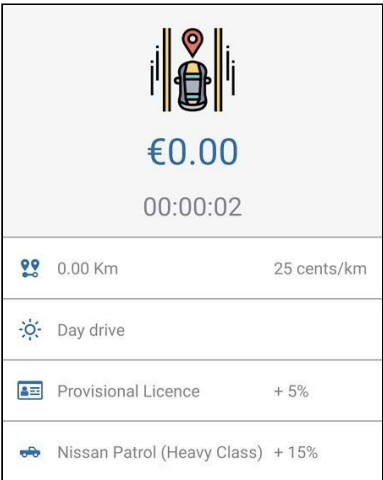 €0.00
00:00:02
0.00 Km 25 cents/km
Day drive
Provisional Licence + 5%
Nissan Patrol (Heavy Class) + 15%